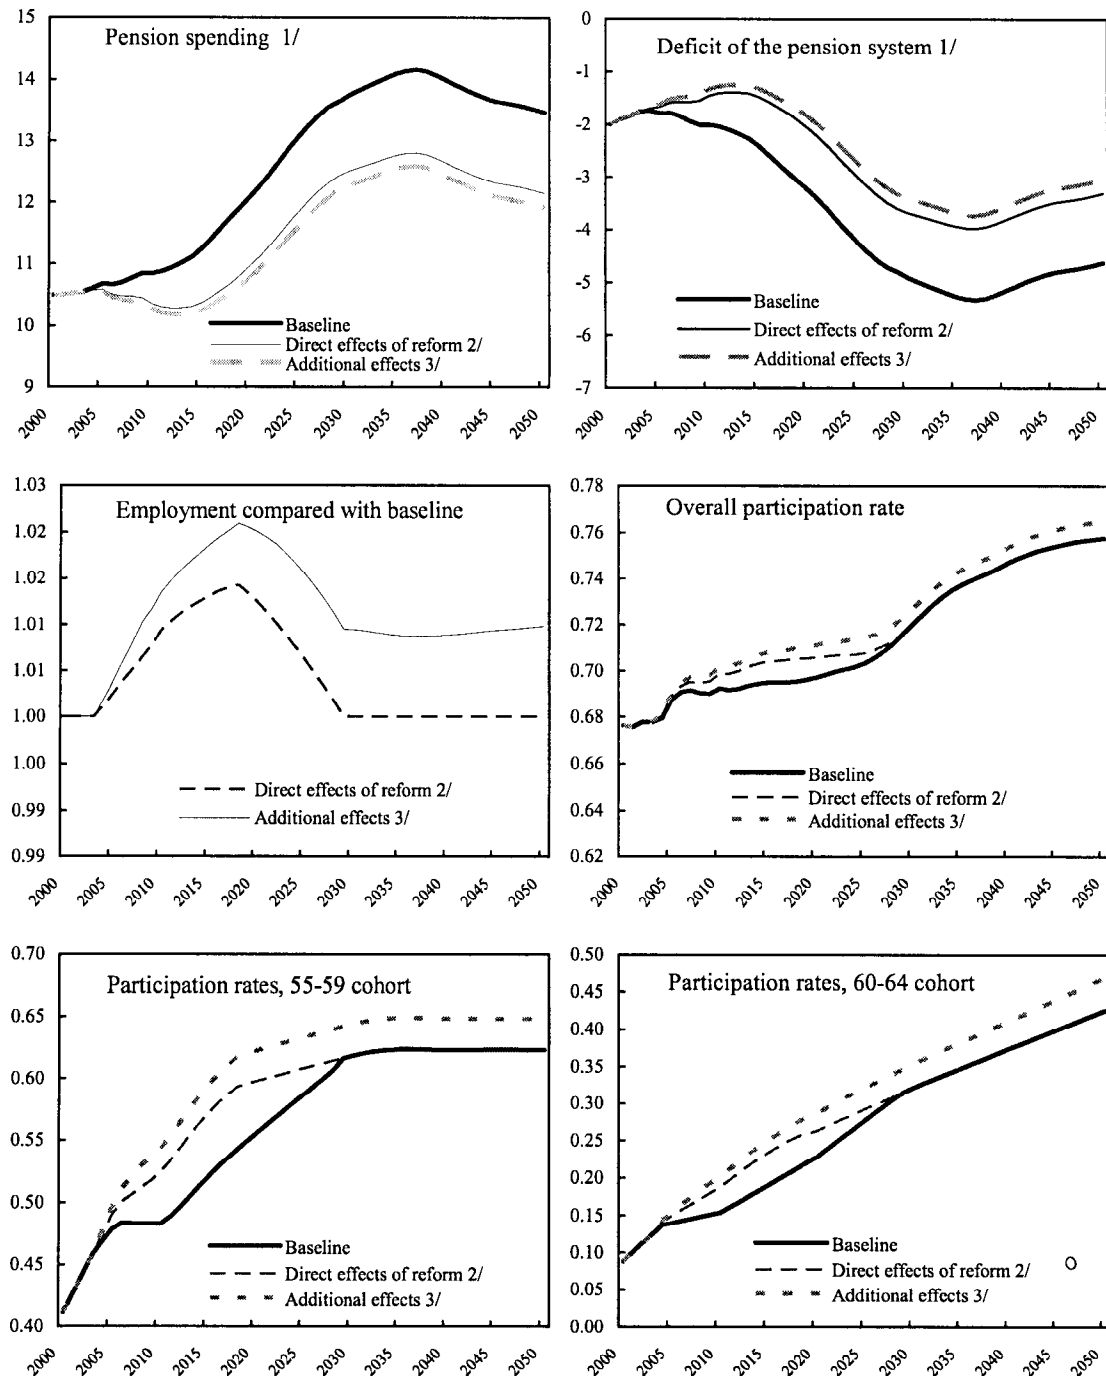 Pension spending 1/
15
14
13
12
11
10
9
Baseline
Direct effects of reform 2/
Additional effects 3/
2000 2005 2010 2015 2020 2025 2030 2035 2040 2045 2050
Deficit of the pension system 1/
0
-1
-2
-3
-4
-5
-6
-7
Baseline
Direct effects of reform 2/
Additional effects 3/
2000 2005 2010 2015 2020 2025 2030 2035 2040 2045 2050
Employment compared with baseline
1.03
1.02
1.02
1.01
1.01
1.00
1.00
0.99
0.99
Direct effects of reform 2/
Additional effects 3/
2000 2005 2010 2015 2020 2025 2030 2035 2040 2045 2050
Overall participation rate
0.78
0.76
0.74
0.72
0.70
0.68
0.66
0.64
0.62
Baseline
Direct effects of reform 2/
Additional effects 3/
2000 2005 2010 2015 2020 2025 2030 2035 2040 2045 2050
Participation rates, 55-59 cohort
0.70
0.65
0.60
0.55
0.50
0.45
0.40
Baseline
Direct effects of reform 2/
Additional effects 3/
2000 2005 2010 2015 2020 2025 2030 2035 2040 2045 2050
Participation rates, 60-64 cohort
0.50
0.45
0.40
0.35
0.30
0.25
0.20
0.15
0.10
0.05
0.00
Baseline
Direct effects of reform 2/
Additional effects 3/
O
2000 2005 2010 2015 2020 2025 2030 2035 2040 2045 2050